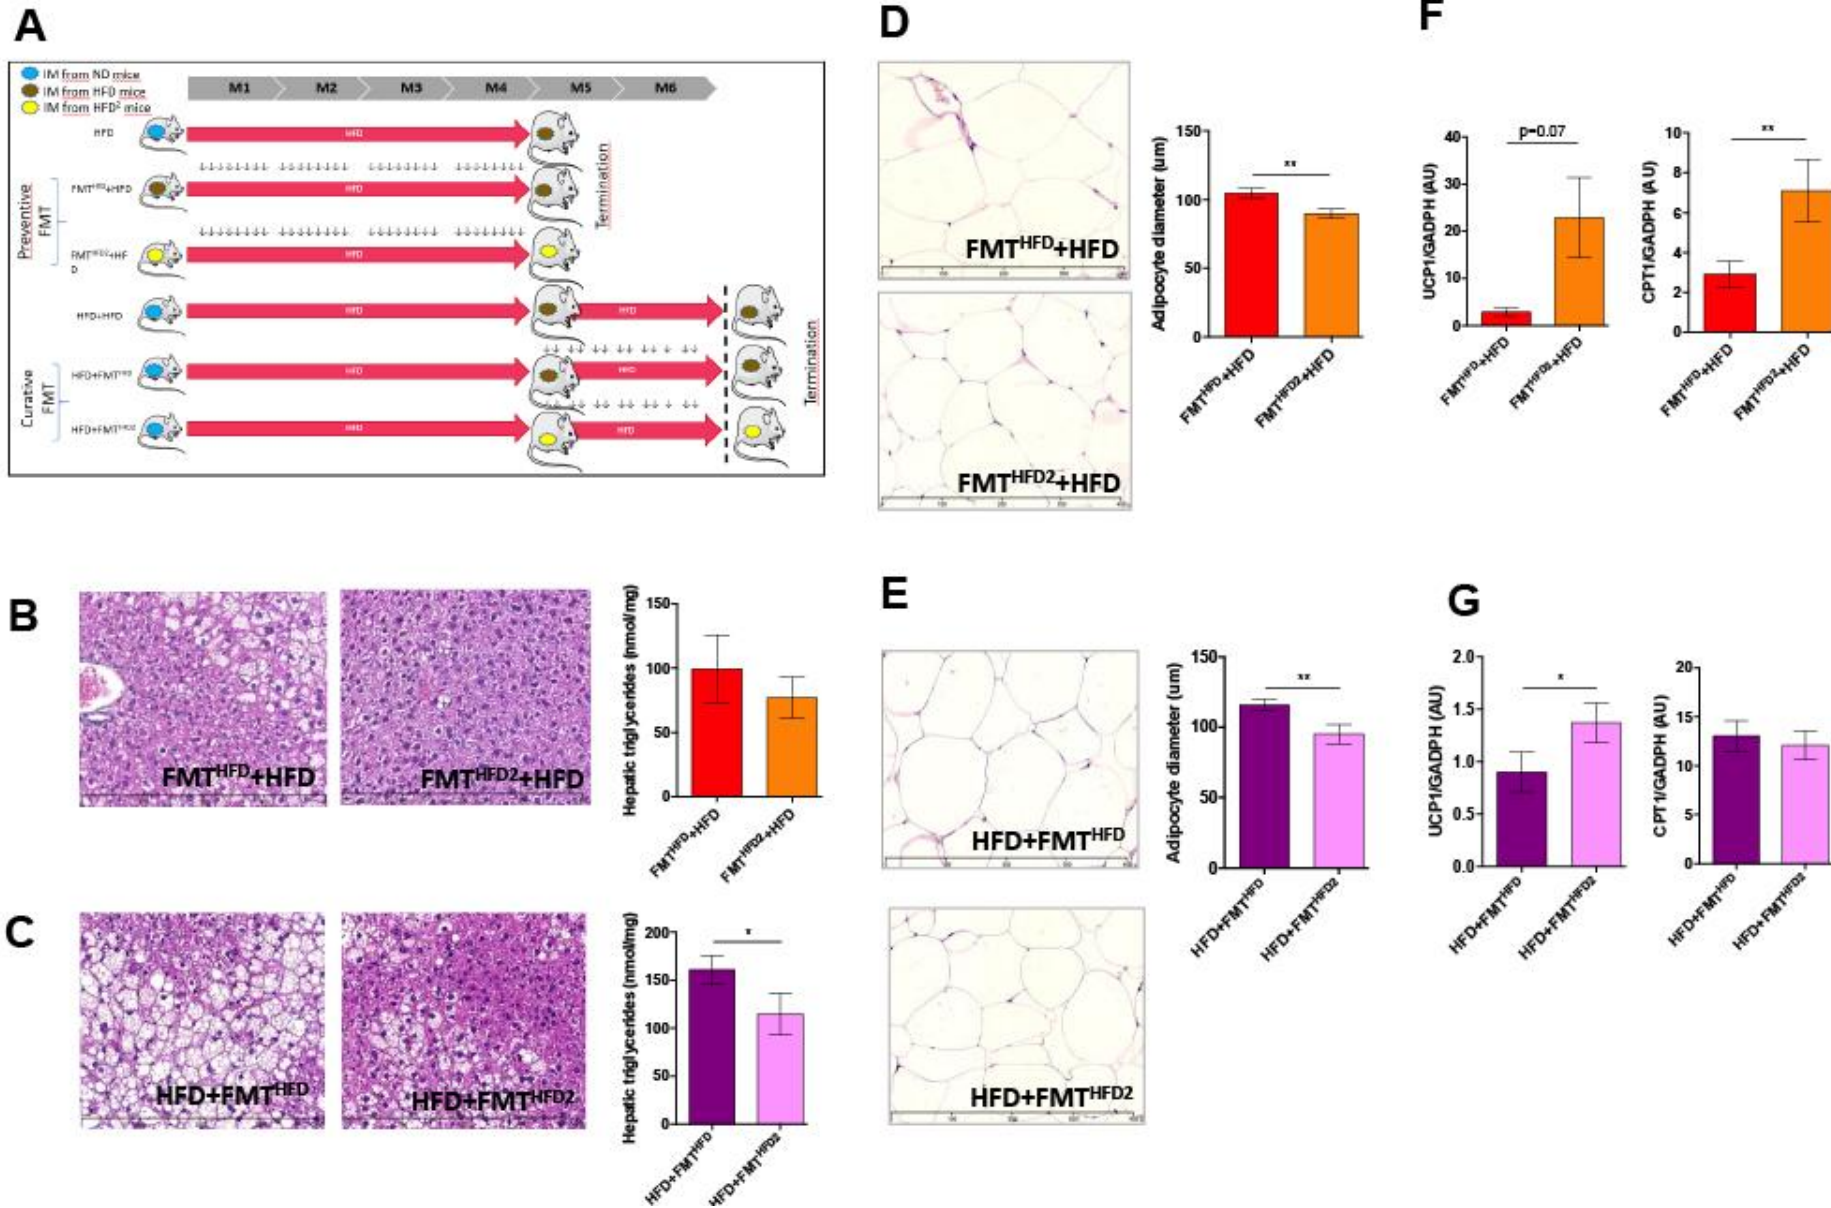 A
IM from ND mice
IM from HFD mice
IM from HFD² mice
M1 M2 M3 M4 M5 M6
HFD
HFD
Termination
Preventive
FMT
FMTᴴᶠᴰ+HFD
HFD
FMTᴴᶠᴰ²+HF
D
HFD
HFD+HFD
HFD
HFD
Curative
FMT
HFD+FMTᴴᶠᴰ
HFD
HFD
HFD+FMTᴴᶠᴰ²
HFD
HFD
Termination
B
FMTᴴᶠᴰ+HFD
FMTᴴᶠᴰ²+HFD
Hepatic triglycerides (nmol/mg)
150
100
50
0
FMTᴴᶠᴰ+HFD
FMTᴴᶠᴰ²+HFD
C
HFD+FMTᴴᶠᴰ
HFD+FMTᴴᶠᴰ²
Hepatic triglycerides (nmol/mg)
200
150
100
50
0
*
HFD+FMTᴴᶠᴰ
HFD+FMTᴴᶠᴰ²
D
FMTᴴᶠᴰ+HFD
FMTᴴᶠᴰ²+HFD
Adipocyte diameter (um)
150
100
50
0
**
FMTᴴᶠᴰ+HFD
FMTᴴᶠᴰ²+HFD
E
HFD+FMTᴴᶠᴰ
HFD+FMTᴴᶠᴰ²
Adipocyte diameter (um)
150
100
50
0
**
HFD+FMTᴴᶠᴰ
HFD+FMTᴴᶠᴰ²
F
UCP1/GADPH (AU)
40
30
20
10
0
p=0.07
FMTᴴᶠᴰ+HFD
FMTᴴᶠᴰ²+HFD
CPT1/GADPH (AU)
10
8
6
4
2
0
**
FMTᴴᶠᴰ+HFD
FMTᴴᶠᴰ²+HFD
G
UCP1/GADPH (AU)
2.0
1.5
1.0
0.5
0.0
*
HFD+FMTᴴᶠᴰ
HFD+FMTᴴᶠᴰ²
CPT1/GADPH (AU)
20
15
10
5
0
HFD+FMTᴴᶠᴰ
HFD+FMTᴴᶠᴰ²